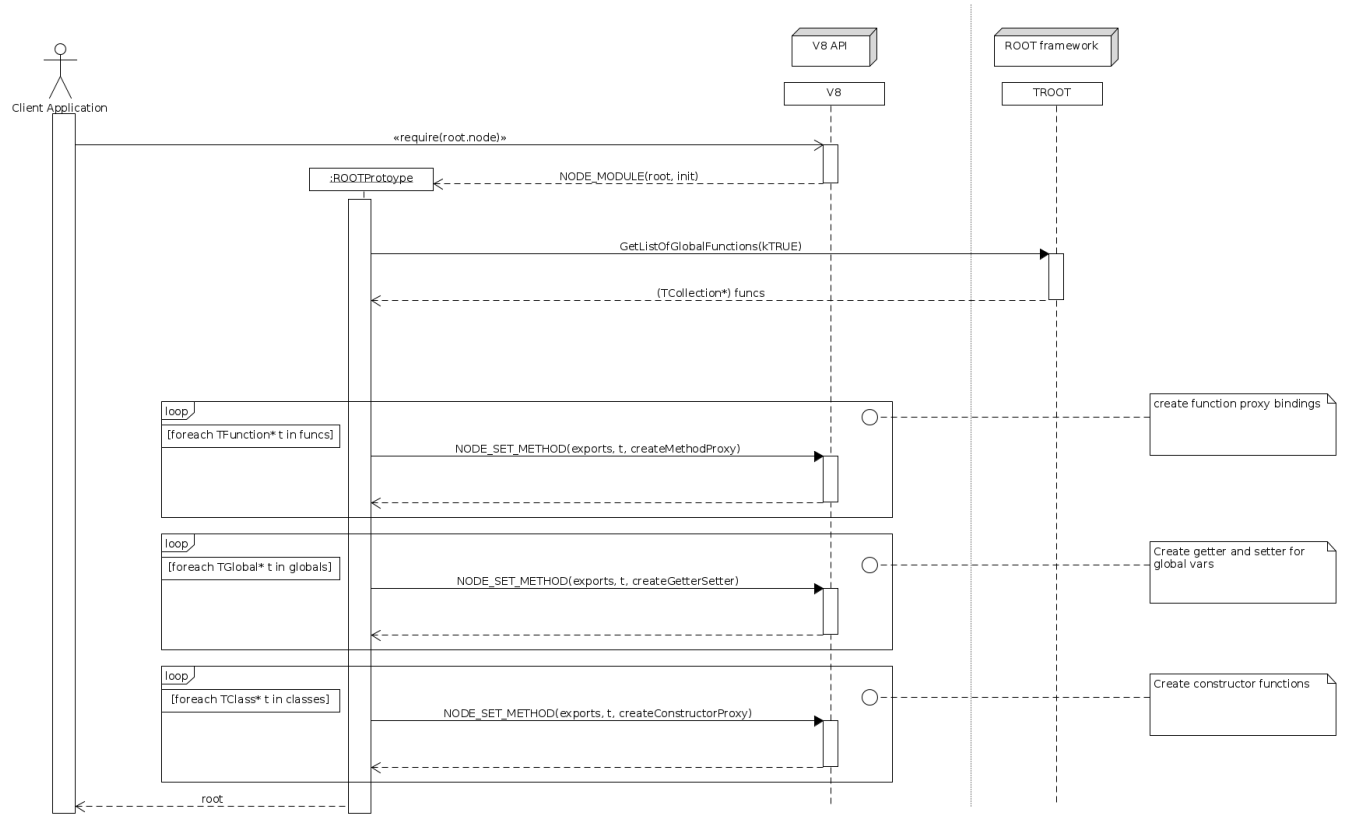 V8 API
ROOT framework
V8
TROOT
Client Application
«require(root.node)»
NODE_MODULE(root, init)
:ROOTProtoype
GetListOfGlobalFunctions(kTRUE)
(TCollection*) funcs
loop
create function proxy bindings
[foreach TFunction* t in funcs]
NODE_SET_METHOD(exports, t, createMethodProxy)
loop
Create getter and setter for
global vars
[foreach TGlobal* t in globals]
NODE_SET_METHOD(exports, t, createGetterSetter)
loop
Create constructor functions
[foreach TClass* t in classes]
NODE_SET_METHOD(exports, t, createConstructorProxy)
root